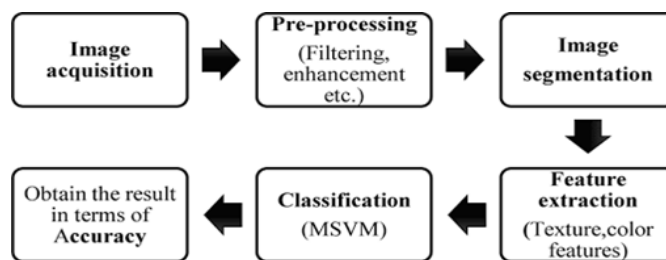 Image
acquisition
Pre-processing
(Filtering,
enhancement
etc.)
Image
segmentation
Feature
extraction
(Texture,color
features)
Classification
(MSVM)
Obtain the result
in terms of
Accuracy